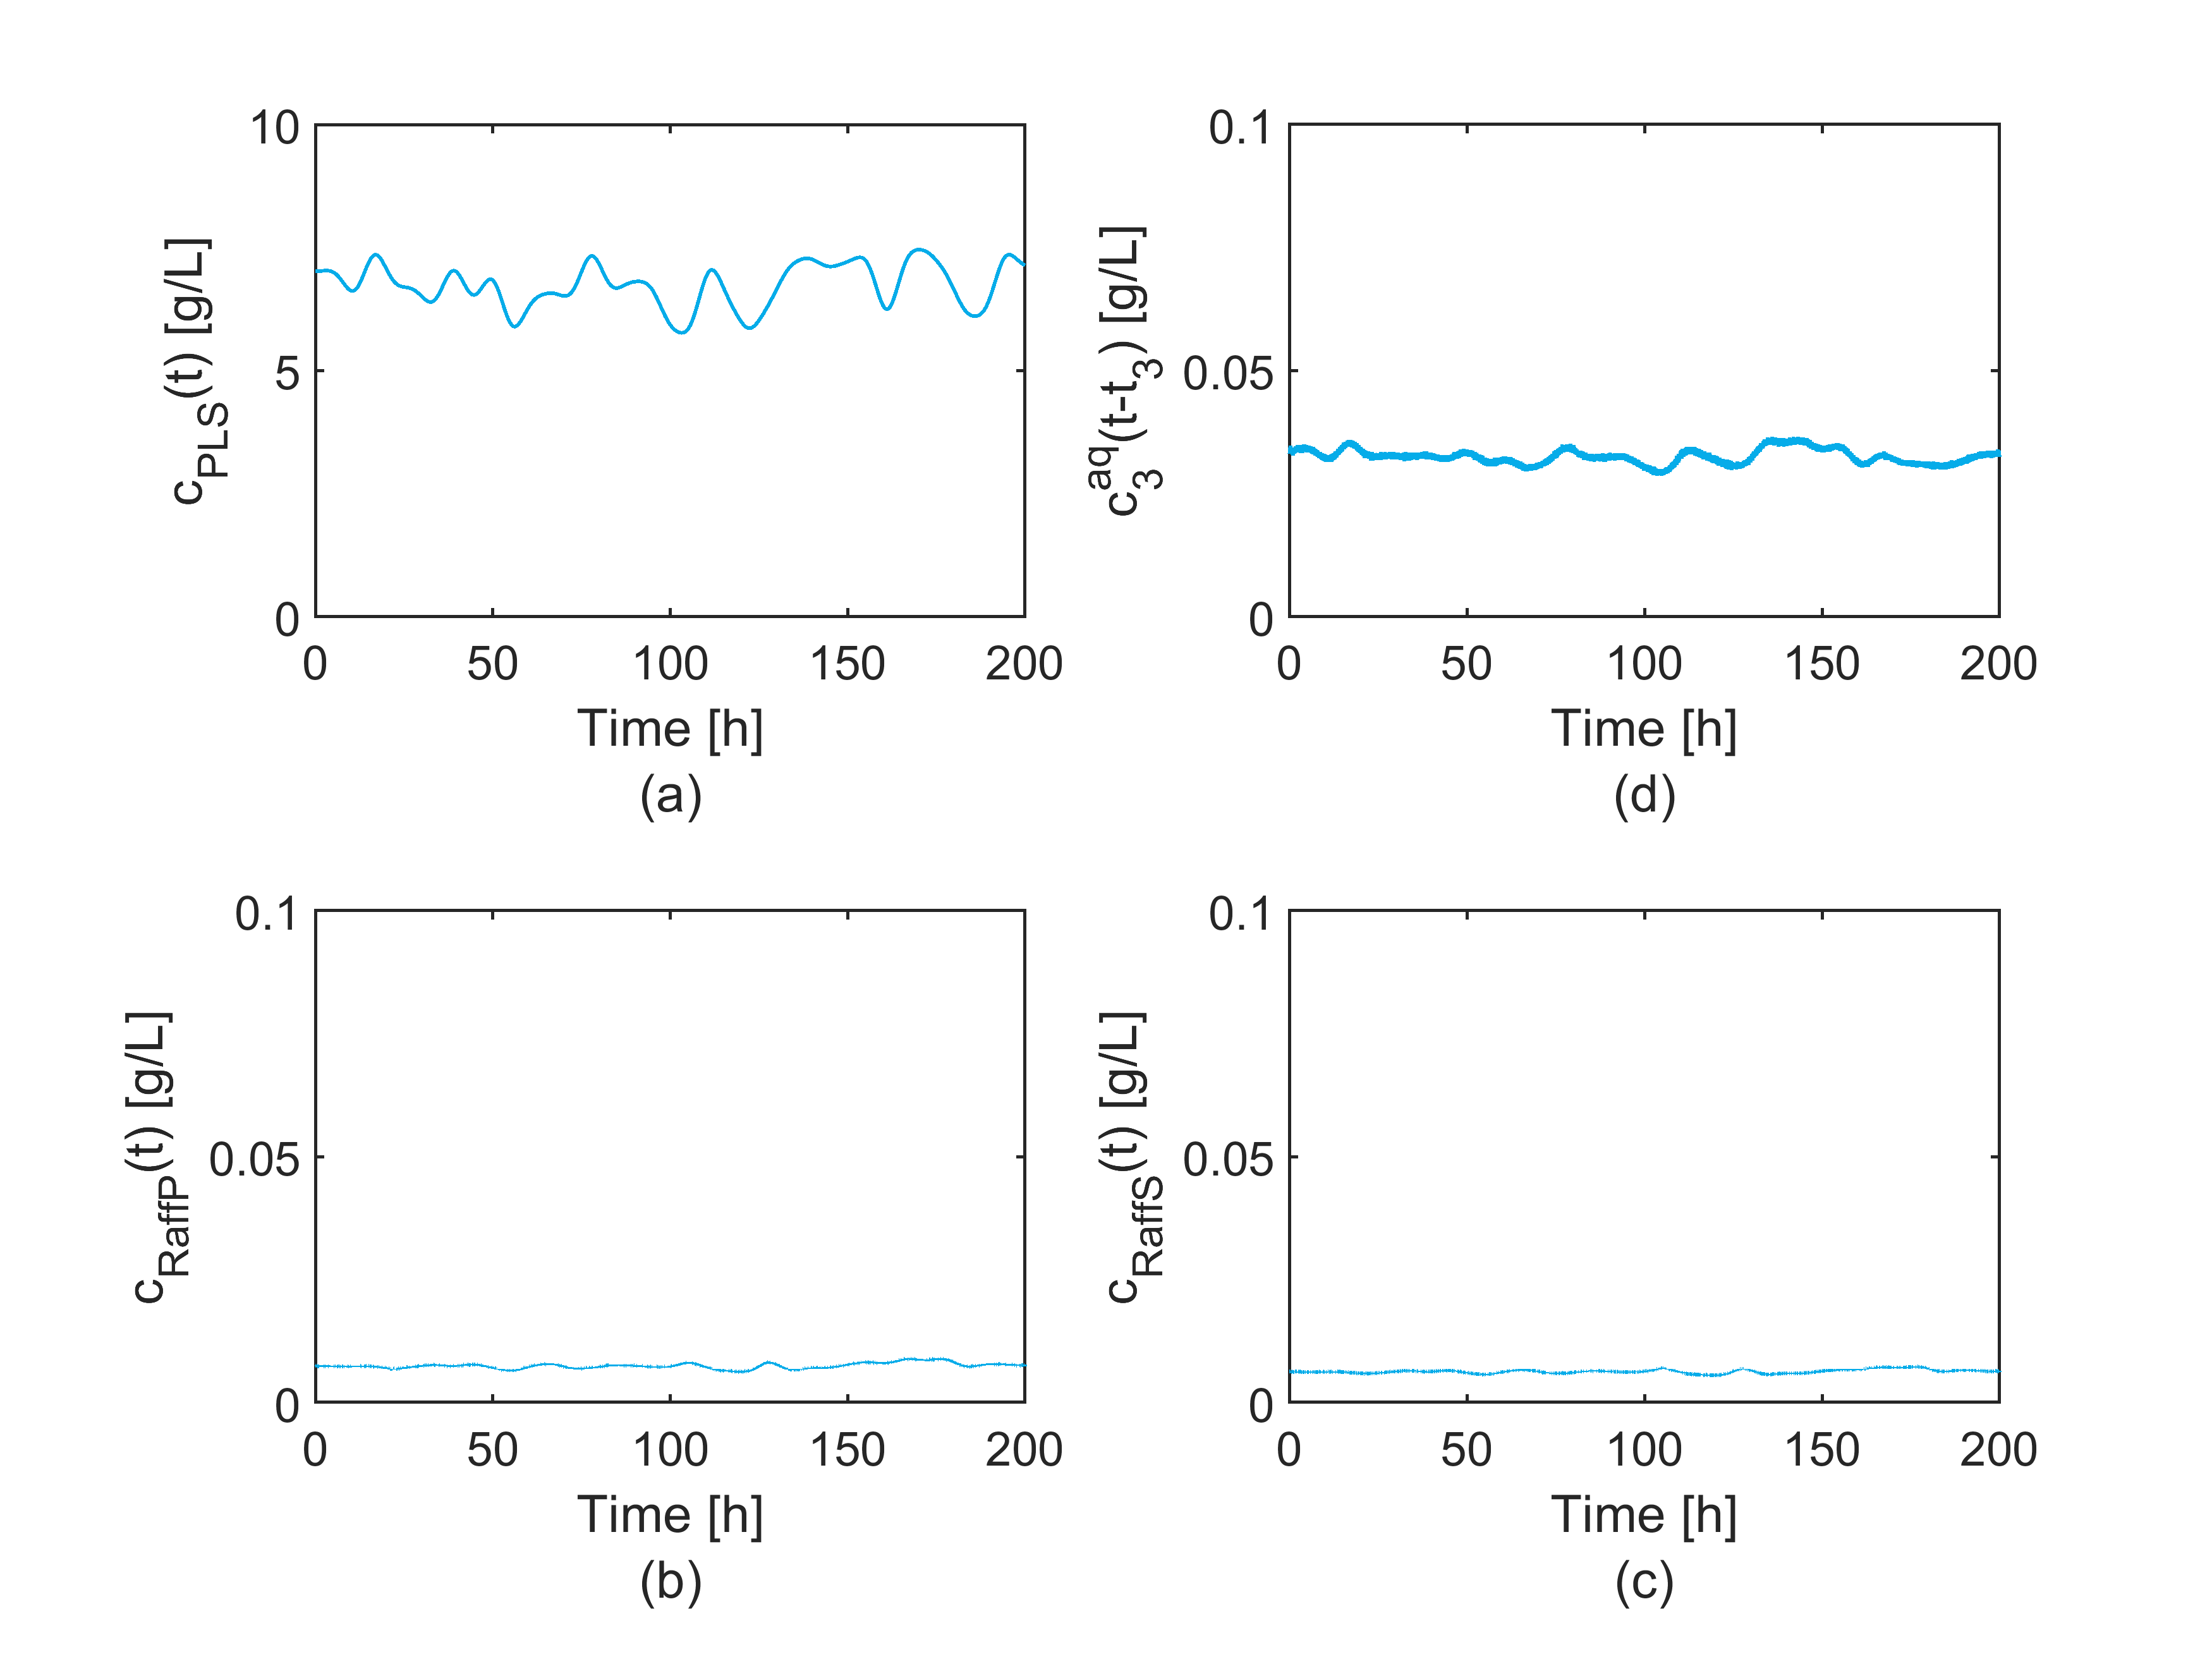 c_PLS(t) [g/L]
10
5
0
0 50 100 150 200
Time [h]
(a)
c_3^aq(t-t_3) [g/L]
0.1
0.05
0
0 50 100 150 200
Time [h]
(d)
c_RaffP(t) [g/L]
0.1
0.05
0
0 50 100 150 200
Time [h]
(b)
c_RaffS(t) [g/L]
0.1
0.05
0
0 50 100 150 200
Time [h]
(c)